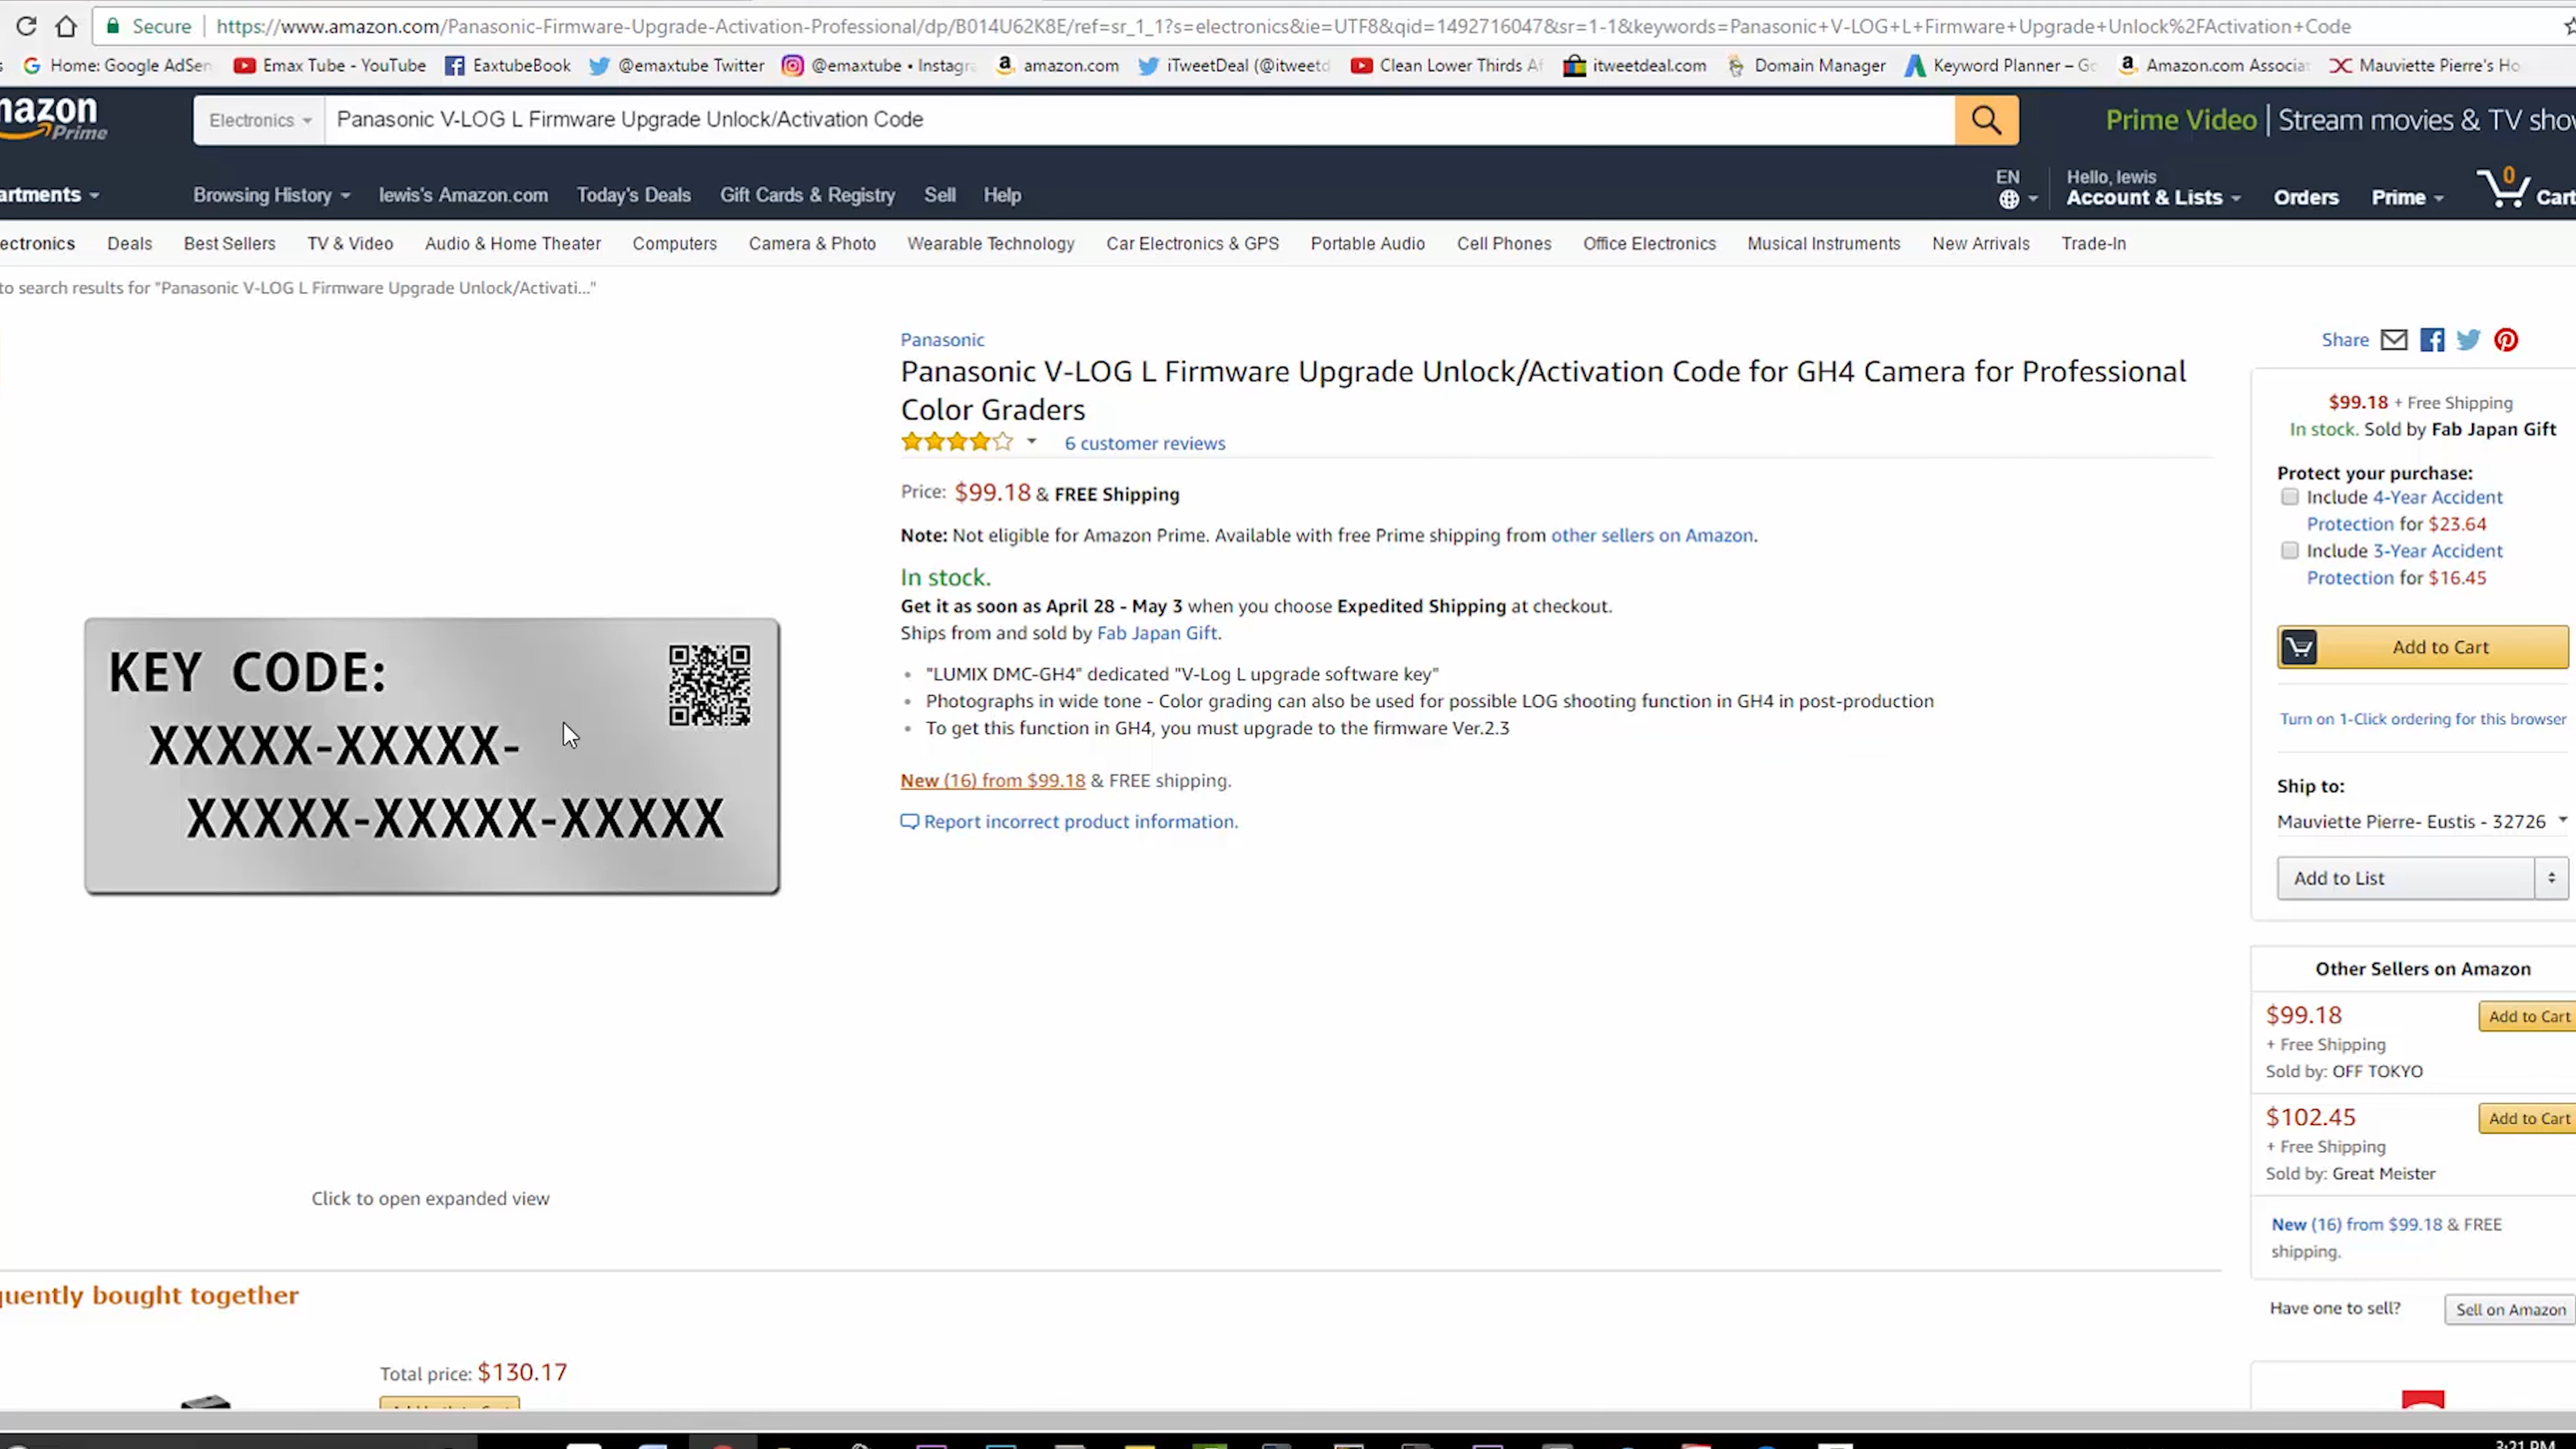 Secure https://www.amazon.com/Panasonic-Firmware-Upgrade-Activation-Professional/dp/B014U62K8E/ref=sr_1_1?s=electronics&ie=UTF8&qid=1492716047&sr=1-1&keywords=Panasonic+V-LOG+L+Firmware+Upgrade+Unlock%2FActivation+Code
Home: Google AdSen Emax Tube - YouTube EaxtubeBook @emaxtube Twitter @emaxtube • Instagra amazon.com iTweetDeal (@itweetd Clean Lower Thirds Af itweetdeal.com Domain Manager Keyword Planner – Go Amazon.com Associat Mauviette Pierre's Ho
mazon Prime
Electronics Panasonic V-LOG L Firmware Upgrade Unlock/Activation Code
Prime Video | Stream movies & TV show
artments Browsing History lewis's Amazon.com Today's Deals Gift Cards & Registry Sell Help
EN Hello, lewis Account & Lists Orders Prime 0 Cart
ectronics Deals Best Sellers TV & Video Audio & Home Theater Computers Camera & Photo Wearable Technology Car Electronics & GPS Portable Audio Cell Phones Office Electronics Musical Instruments New Arrivals Trade-In
to search results for "Panasonic V-LOG L Firmware Upgrade Unlock/Activati..."
KEY CODE:
XXXXX-XXXXX-
XXXXX-XXXXX-XXXXX
Click to open expanded view
Panasonic
Panasonic V-LOG L Firmware Upgrade Unlock/Activation Code for GH4 Camera for Professional
Color Graders
6 customer reviews
Price: $99.18 & FREE Shipping
Note: Not eligible for Amazon Prime. Available with free Prime shipping from other sellers on Amazon.
In stock.
Get it as soon as April 28 - May 3 when you choose Expedited Shipping at checkout.
Ships from and sold by Fab Japan Gift.
• "LUMIX DMC-GH4" dedicated "V-Log L upgrade software key"
• Photographs in wide tone - Color grading can also be used for possible LOG shooting function in GH4 in post-production
• To get this function in GH4, you must upgrade to the firmware Ver.2.3
New (16) from $99.18 & FREE shipping.
Report incorrect product information.
Share
$99.18 + Free Shipping
In stock. Sold by Fab Japan Gift
Protect your purchase:
Include 4-Year Accident
Protection for $23.64
Include 3-Year Accident
Protection for $16.45
Add to Cart
Turn on 1-Click ordering for this browser
Ship to:
Mauviette Pierre- Eustis - 32726
Add to List
Other Sellers on Amazon
$99.18 Add to Cart
+ Free Shipping
Sold by: OFF TOKYO
$102.45 Add to Cart
+ Free Shipping
Sold by: Great Meister
New (16) from $99.18 & FREE
shipping.
Have one to sell? Sell on Amazon
quently bought together
Total price: $130.17
3:21 PM